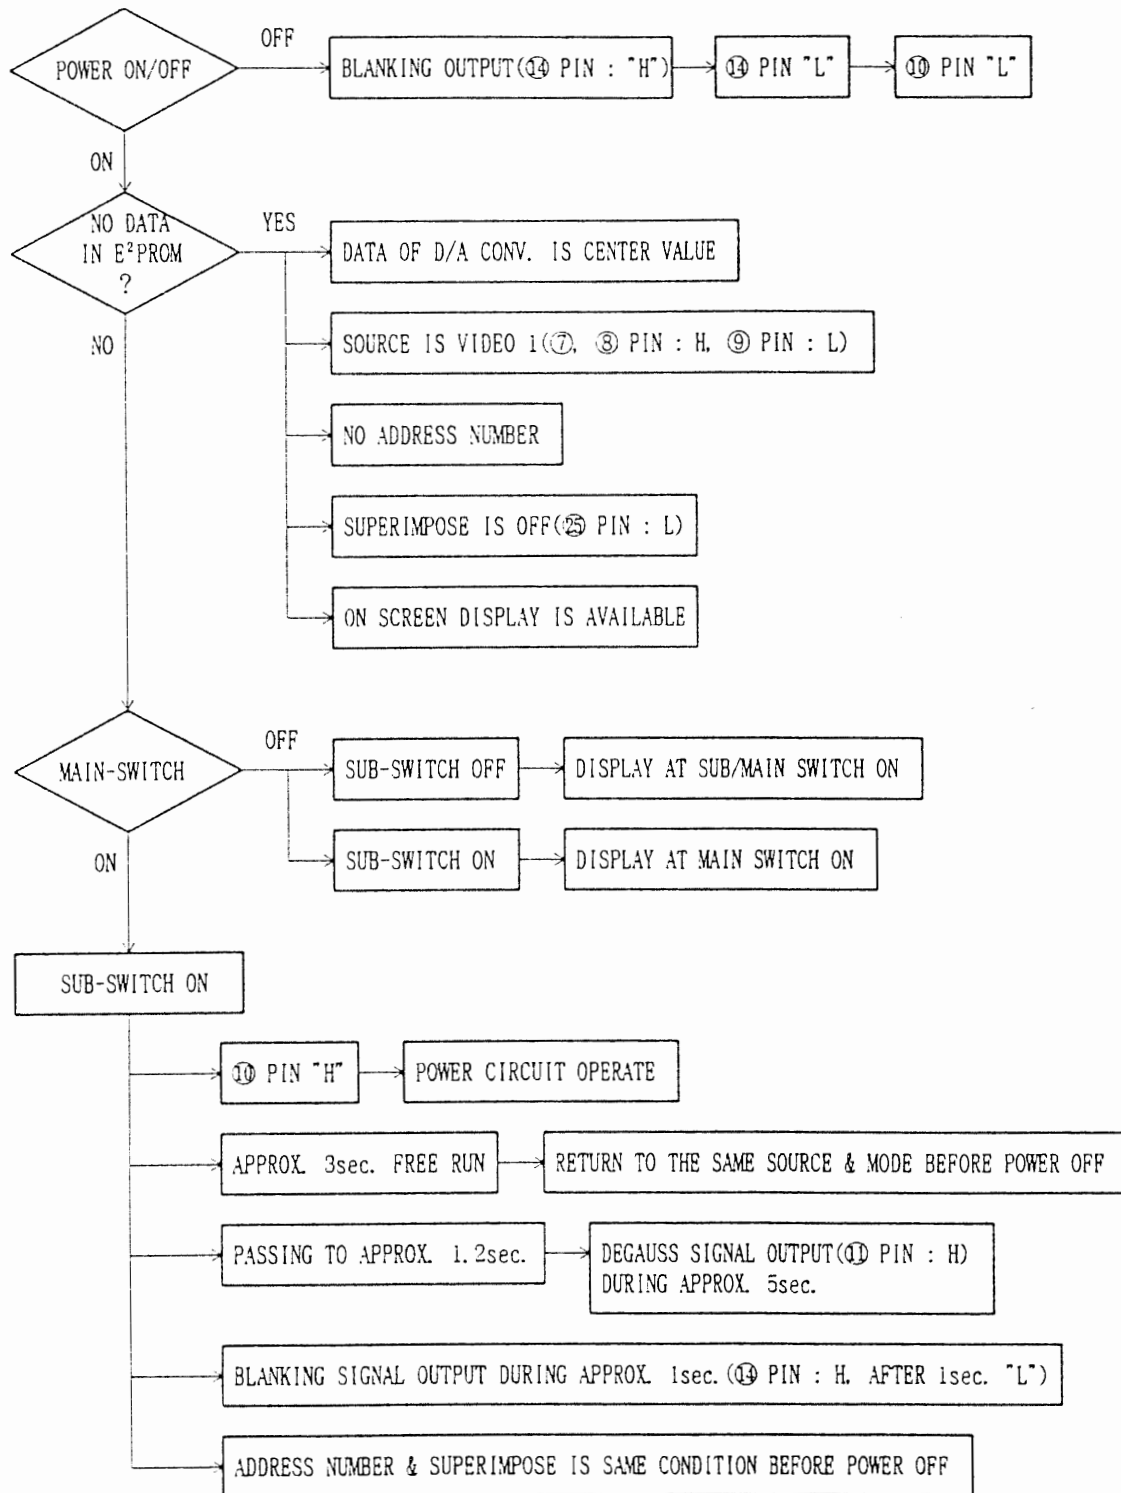 OFF
POWER ON/OFF
BLANKING OUTPUT(⑭ PIN : "H")
⑭ PIN "L"
⑩ PIN "L"
ON
NO DATA
IN E²PROM
?
YES
DATA OF D/A CONV. IS CENTER VALUE
NO
SOURCE IS VIDEO 1(⑦, ⑧ PIN : H, ⑨ PIN : L)
NO ADDRESS NUMBER
SUPERIMPOSE IS OFF(㉕ PIN : L)
ON SCREEN DISPLAY IS AVAILABLE
OFF
MAIN-SWITCH
SUB-SWITCH OFF
DISPLAY AT SUB/MAIN SWITCH ON
ON
SUB-SWITCH ON
DISPLAY AT MAIN SWITCH ON
SUB-SWITCH ON
⑩ PIN "H"
POWER CIRCUIT OPERATE
APPROX. 3sec. FREE RUN
RETURN TO THE SAME SOURCE & MODE BEFORE POWER OFF
PASSING TO APPROX. 1.2sec.
DEGAUSS SIGNAL OUTPUT(⑪ PIN : H)
DURING APPROX. 5sec.
BLANKING SIGNAL OUTPUT DURING APPROX. 1sec.(⑭ PIN : H, AFTER 1sec. "L")
ADDRESS NUMBER & SUPERIMPOSE IS SAME CONDITION BEFORE POWER OFF